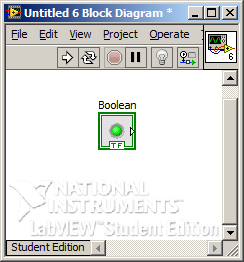 Untitled 6 Block Diagram *
File Edit View Project Operate
6
Boolean
TF
NATIONAL
INSTRUMENTS
LabVIEW Student Edition
Student Edition